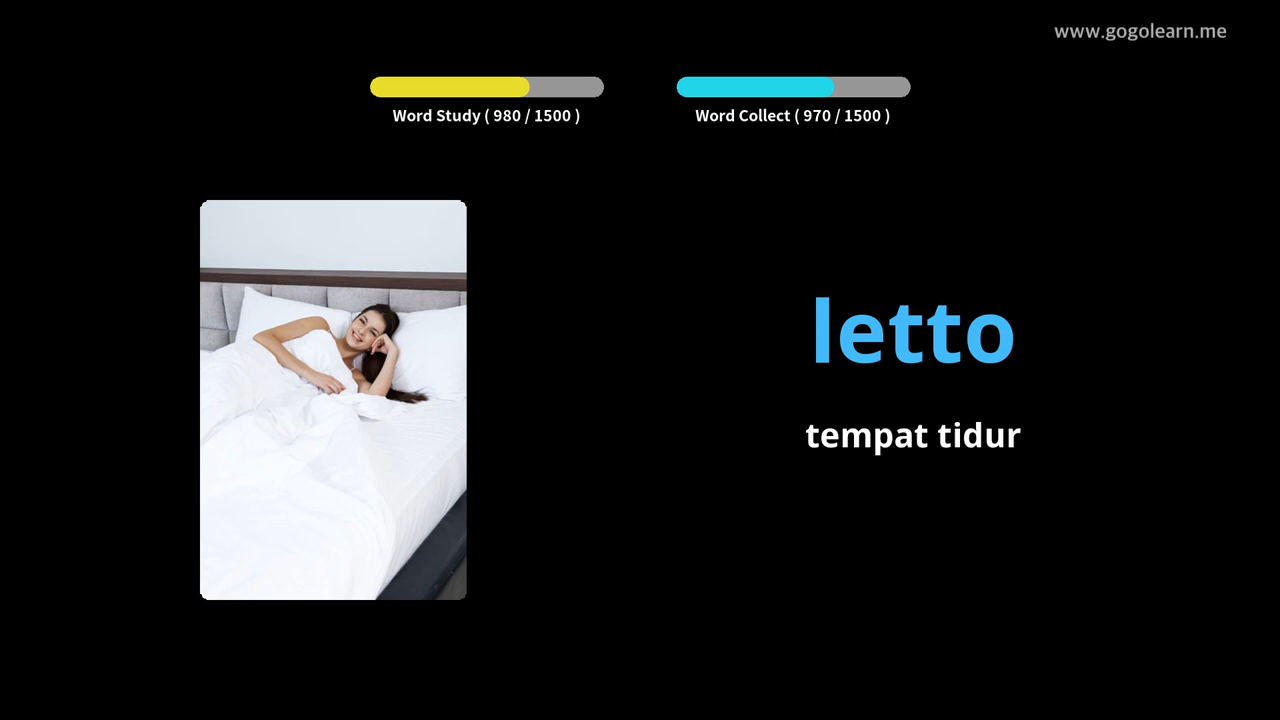 www.gogolearn.me
Word Study ( 980 / 1500 )
Word Collect ( 970 / 1500 )
letto
tempat tidur